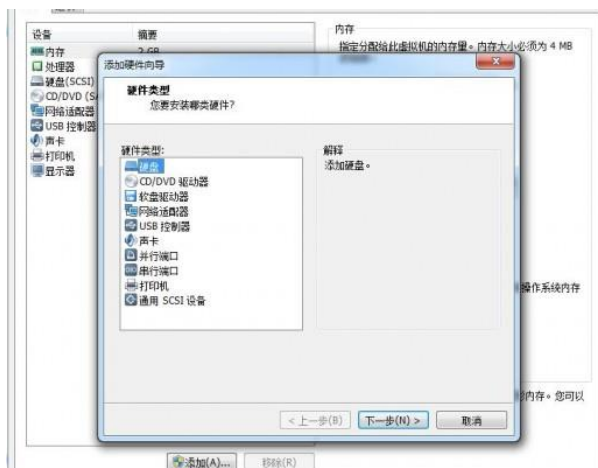 设备
摘要
内存
2 GB
处理器
硬盘(SCSI)
CD/DVD (SA
网络适配器
USB 控制器
声卡
打印机
显示器
内存
指定分配给此虚拟机的内存量。内存大小必须为 4 MB
添加硬件向导
硬件类型
您要安装哪类硬件?
硬件类型:
硬盘
CD/DVD 驱动器
软盘驱动器
网络适配器
USB 控制器
声卡
并行端口
串行端口
打印机
通用 SCSI 设备
解释
添加硬盘。
操作系统内存
内存。您可以
< 上一步(B)
下一步(N) >
取消
添加(A)...
移除(R)